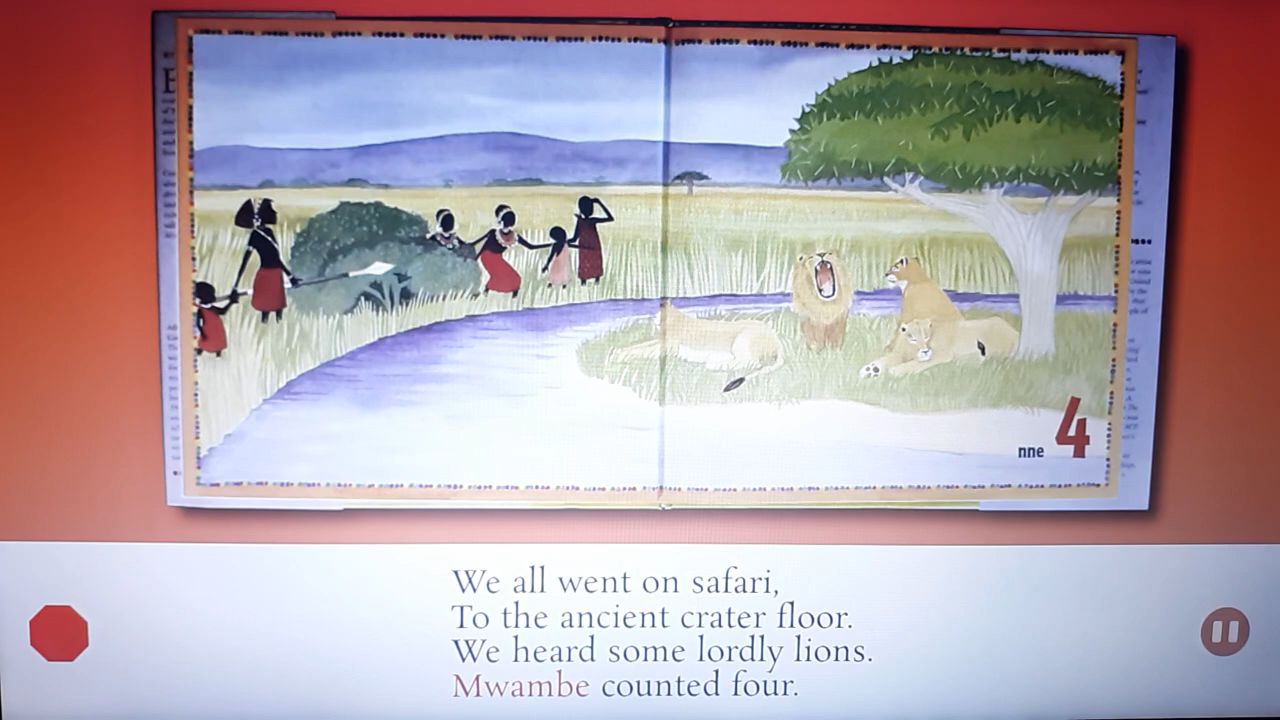 nne 4
We all went on safari,
To the ancient crater floor.
We heard some lordly lions.
Mwambe counted four.